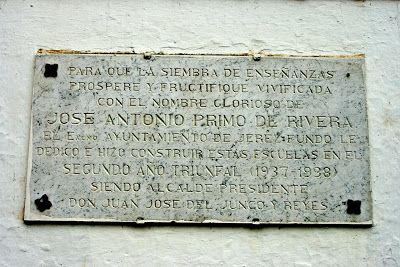 PARA QUE LA SIEMBRA DE ENSEÑANZAS
PROSPERE Y FRUCTIFIQUE, VIVIFICADA
CON EL NOMBRE GLORIOSO DE
JOSE ANTONIO PRIMO DE RIVERA
EL EXCMO AYUNTAMIENTO DE JEREZ FUNDO LE
DEDICO E HIZO CONSTRUIR ESTAS ESCUELAS EN EL
SEGUNDO AÑO TRIUNFAL (1937-1938)
SIENDO ALCALDE PRESIDENTE
DON JUAN JOSE DEL JUNCO Y REYES